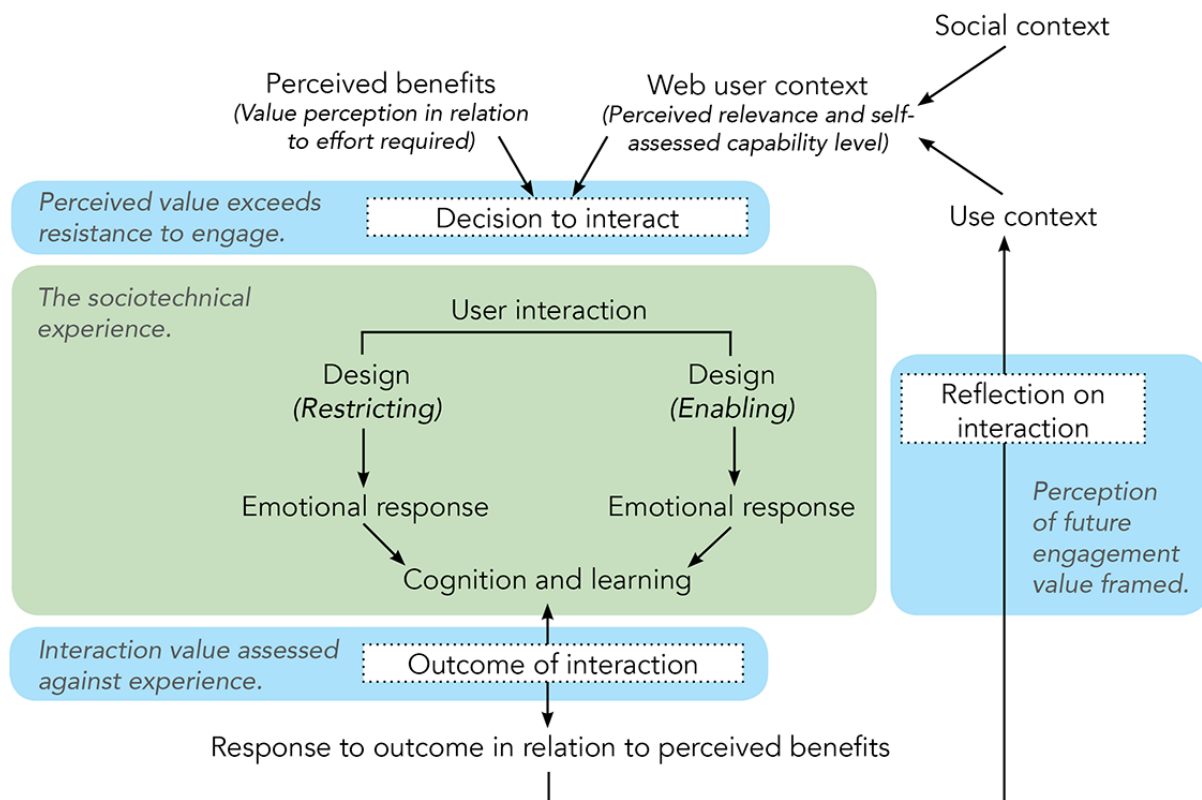 Social context
Perceived benefits
(Value perception in relation
to effort required)
Web user context
(Perceived relevance and self-
assessed capability level)
Perceived value exceeds
resistance to engage.
Decision to interact
Use context
The sociotechnical
experience.
User interaction
Design
(Restricting)
Design
(Enabling)
Reflection on
interaction
Emotional response
Emotional response
Perception
of future
engagement
value framed.
Cognition and learning
Interaction value assessed
against experience.
Outcome of interaction
Response to outcome in relation to perceived benefits